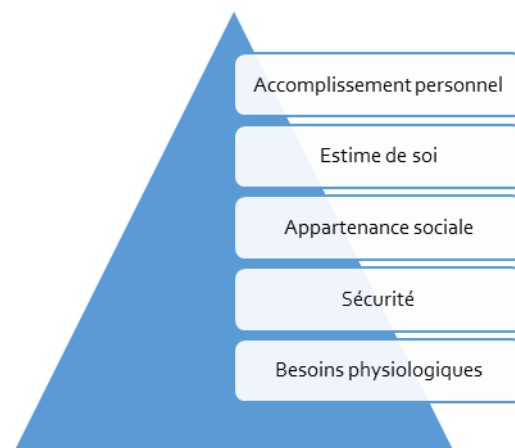 Accomplissement personnel
Estime de soi
Appartenance sociale
Sécurité
Besoins physiologiques